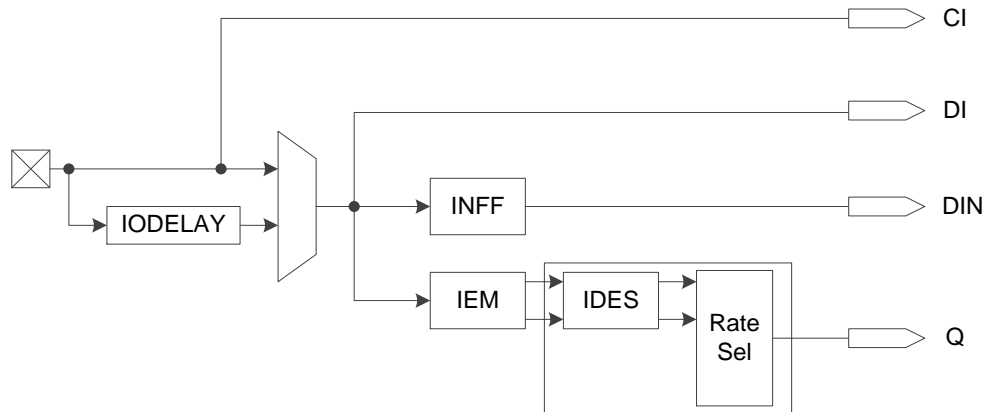 CI
DI
IODELAY
INFF
DIN
IEM
IDES
Rate
Sel
Q